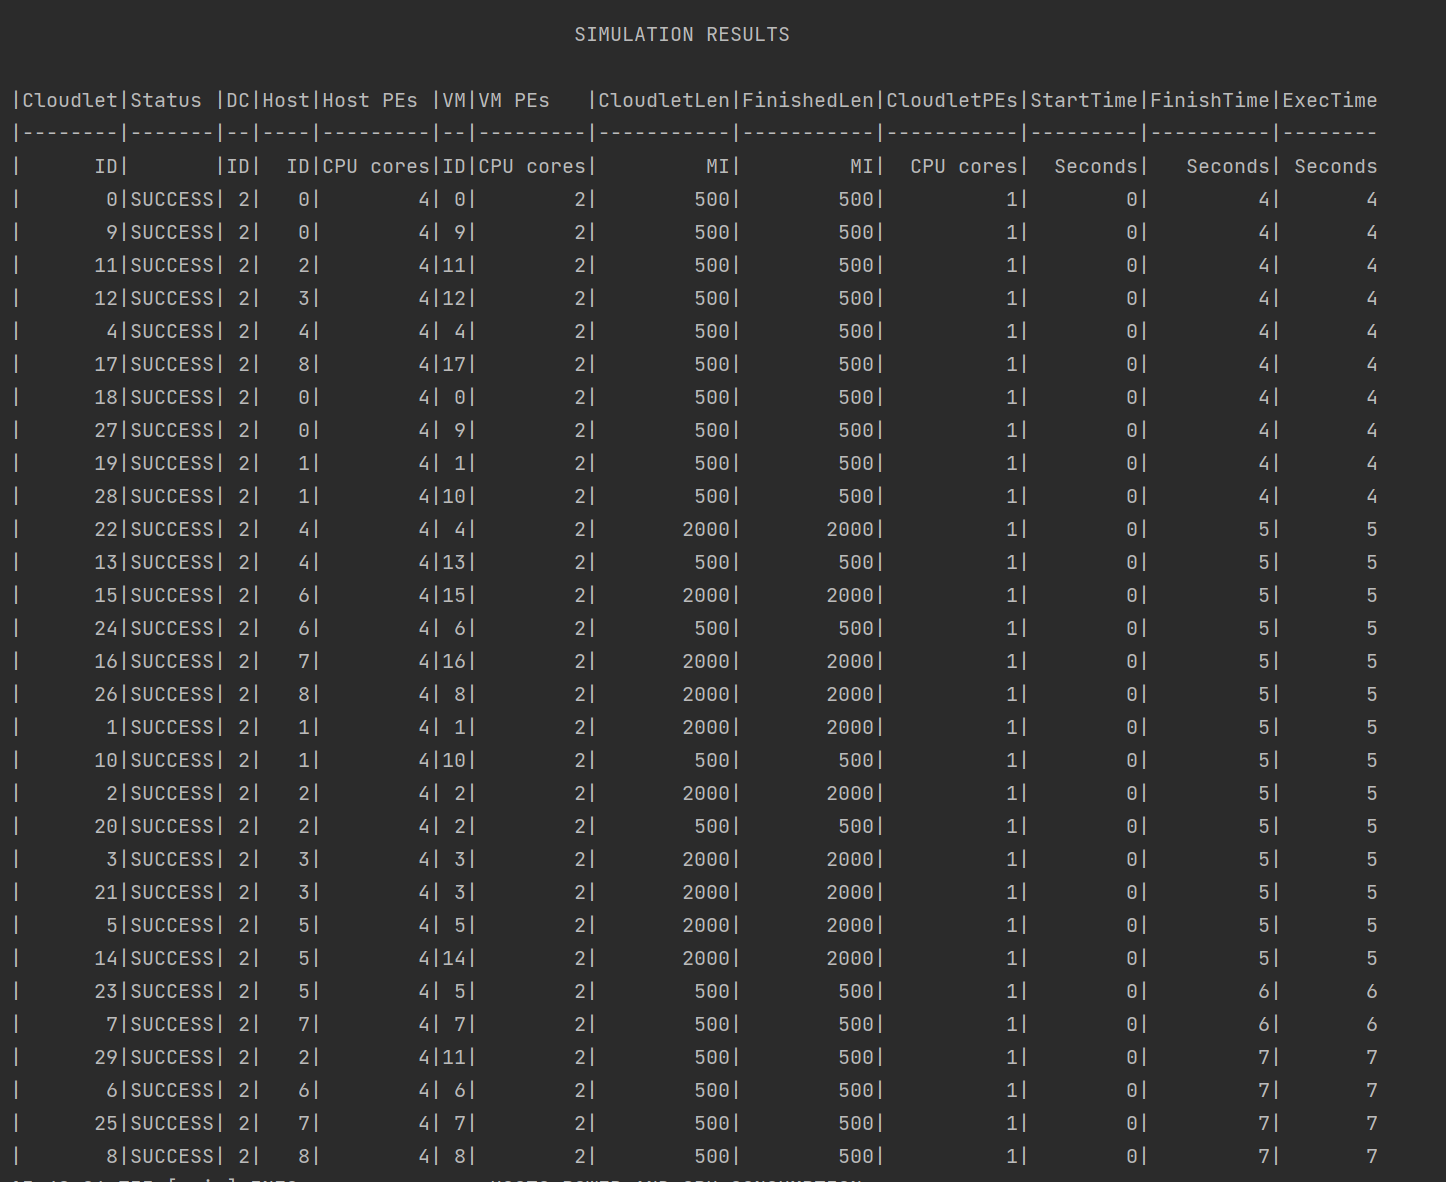 SIMULATION RESULTS
|Cloudlet|Status |DC|Host|Host PEs |VM|VM PEs   |CloudletLen|FinishedLen|CloudletPEs|StartTime|FinishTime|ExecTime
|--------|-------|--|----|---------|--|---------|-----------|-----------|-----------|---------|----------|--------
|      ID|       |ID|  ID|CPU cores|ID|CPU cores|         MI|         MI|  CPU cores|  Seconds|   Seconds| Seconds
|       0|SUCCESS| 2|   0|        4| 0|        2|        500|        500|          1|        0|         4|       4
|       9|SUCCESS| 2|   0|        4| 9|        2|        500|        500|          1|        0|         4|       4
|      11|SUCCESS| 2|   2|        4|11|        2|        500|        500|          1|        0|         4|       4
|      12|SUCCESS| 2|   3|        4|12|        2|        500|        500|          1|        0|         4|       4
|       4|SUCCESS| 2|   4|        4| 4|        2|        500|        500|          1|        0|         4|       4
|      17|SUCCESS| 2|   8|        4|17|        2|        500|        500|          1|        0|         4|       4
|      18|SUCCESS| 2|   0|        4| 0|        2|        500|        500|          1|        0|         4|       4
|      27|SUCCESS| 2|   0|        4| 9|        2|        500|        500|          1|        0|         4|       4
|      19|SUCCESS| 2|   1|        4| 1|        2|        500|        500|          1|        0|         4|       4
|      28|SUCCESS| 2|   1|        4|10|        2|        500|        500|          1|        0|         4|       4
|      22|SUCCESS| 2|   4|        4| 4|        2|       2000|       2000|          1|        0|         5|       5
|      13|SUCCESS| 2|   4|        4|13|        2|        500|        500|          1|        0|         5|       5
|      15|SUCCESS| 2|   6|        4|15|        2|       2000|       2000|          1|        0|         5|       5
|      24|SUCCESS| 2|   6|        4| 6|        2|        500|        500|          1|        0|         5|       5
|      16|SUCCESS| 2|   7|        4|16|        2|       2000|       2000|          1|        0|         5|       5
|      26|SUCCESS| 2|   8|        4| 8|        2|       2000|       2000|          1|        0|         5|       5
|       1|SUCCESS| 2|   1|        4| 1|        2|       2000|       2000|          1|        0|         5|       5
|      10|SUCCESS| 2|   1|        4|10|        2|        500|        500|          1|        0|         5|       5
|       2|SUCCESS| 2|   2|        4| 2|        2|       2000|       2000|          1|        0|         5|       5
|      20|SUCCESS| 2|   2|        4| 2|        2|        500|        500|          1|        0|         5|       5
|       3|SUCCESS| 2|   3|        4| 3|        2|       2000|       2000|          1|        0|         5|       5
|      21|SUCCESS| 2|   3|        4| 3|        2|       2000|       2000|          1|        0|         5|       5
|       5|SUCCESS| 2|   5|        4| 5|        2|       2000|       2000|          1|        0|         5|       5
|      14|SUCCESS| 2|   5|        4|14|        2|       2000|       2000|          1|        0|         5|       5
|      23|SUCCESS| 2|   5|        4| 5|        2|        500|        500|          1|        0|         6|       6
|       7|SUCCESS| 2|   7|        4| 7|        2|        500|        500|          1|        0|         6|       6
|      29|SUCCESS| 2|   2|        4|11|        2|        500|        500|          1|        0|         7|       7
|       6|SUCCESS| 2|   6|        4| 6|        2|        500|        500|          1|        0|         7|       7
|      25|SUCCESS| 2|   7|        4| 7|        2|        500|        500|          1|        0|         7|       7
|       8|SUCCESS| 2|   8|        4| 8|        2|        500|        500|          1|        0|         7|       7